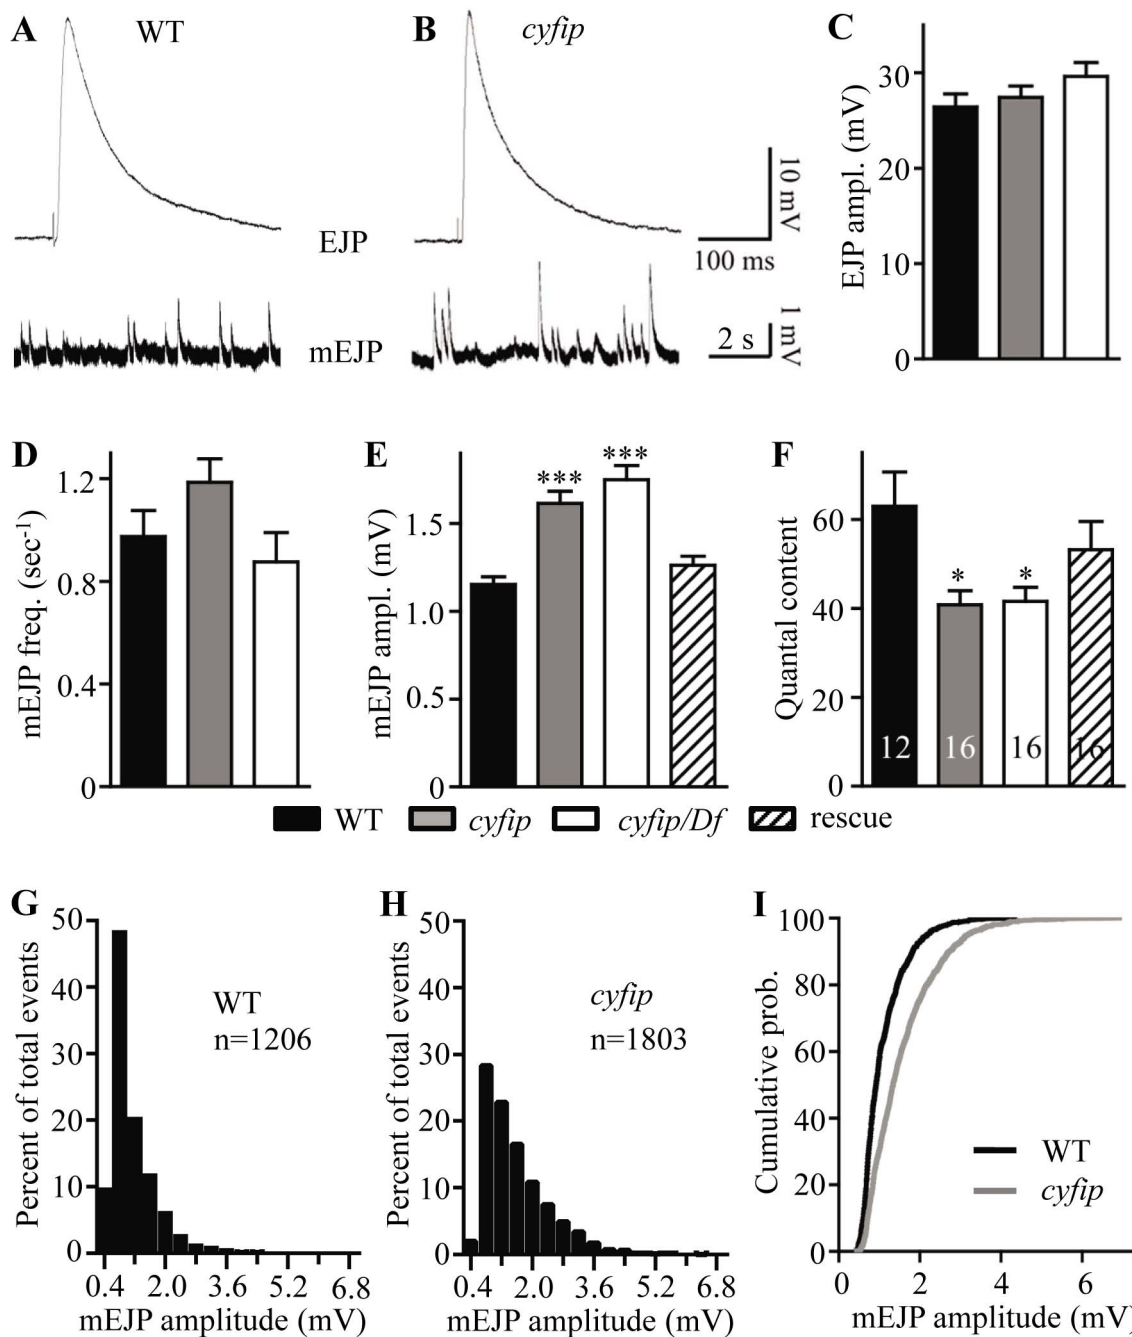 A WT
B cyfip
C
EJP
10 mV
100 ms
mEJP
1 mV
2 s
EJP ampl. (mV)
30
20
10
0
D
mEJP freq. (sec-1)
1.2
0.8
0.4
0
E
mEJP ampl. (mV)
1.5
1.0
0.5
0
*** ***
F
Quantal content
60
40
20
0
* *
12 16 16 16
WT cyfip cyfip/Df rescue
G
Percent of total events
50
40
30
20
10
0
WT
n=1206
0.4 2.0 3.6 5.2 6.8
mEJP amplitude (mV)
H
Percent of total events
50
40
30
20
10
0
cyfip
n=1803
0.4 2.0 3.6 5.2 6.8
mEJP amplitude (mV)
I
Cumulative prob.
100
80
60
40
20
0
WT
cyfip
0 2 4 6
mEJP amplitude (mV)